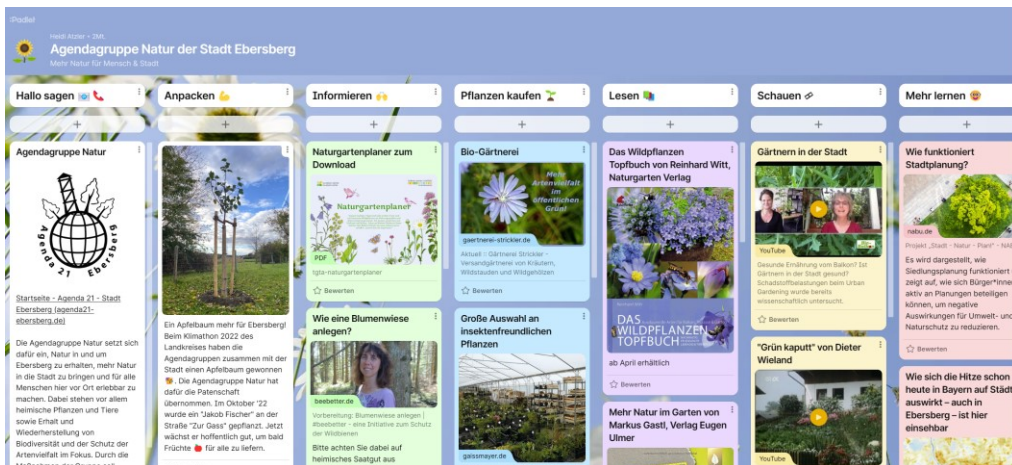 :Padlet
Heidi Atzler • 2Mt.
Agendagruppe Natur der Stadt Ebersberg
Mehr Natur für Mensch & Stadt
Hallo sagen 📧 📞
Agendagruppe Natur
Agenda 21 Ebersberg
Startseite - Agenda 21 - Stadt
Ebersberg (agenda21-
ebersberg.de)
Die Agendagruppe Natur setzt sich
dafür ein, Natur in und um
Ebersberg zu erhalten, mehr Natur
in die Stadt zu bringen und für alle
Menschen hier vor Ort erlebbar zu
machen. Dabei stehen vor allem
heimische Pflanzen und Tiere
sowie Erhalt und
Wiederherstellung von
Biodiversität und der Schutz der
Artenvielfalt im Fokus. Durch die
Anpacken 💪
Ein Apfelbaum mehr für Ebersberg!
Beim Klimathon 2022 des
Landkreises haben die
Agendagruppen zusammen mit der
Stadt einen Apfelbaum gewonnen
. Die Agendagruppe Natur hat
dafür die Patenschaft
übernommen. Im Oktober '22
wurde ein "Jakob Fischer" an der
Straße "Zur Gass" gepflanzt. Jetzt
wächst er hoffentlich gut, um bald
Früchte 🍎 für alle zu liefern.
Informieren 🙌
Naturgartenplaner zum
Download
Naturgartenplaner
PDF
tgta-naturgartenplaner
Bewerten
Wie eine Blumenwiese
anlegen?
beebetter.de
Vorbereitung: Blumenwiese anlegen |
#beebetter - eine Initiative zum Schutz
der Wildbienen
Bitte achten Sie dabei auf
heimisches Saatgut aus
Pflanzen kaufen 🌱
Bio-Gärtnerei
Mehr
Artenvielfalt
im
öffentlichen
Grün!
gaertnerei-strickler.de
Aktuell :: Gärtnerei Strickler -
Versandgärtnerei von Kräutern,
Wildstauden und Wildgehölzen
Bewerten
Große Auswahl an
insektenfreundlichen
Pflanzen
gaissmayer.de
Lesen 📚
Das Wildpflanzen
Topfbuch von Reinhard Witt,
Naturgarten Verlag
DAS
WILDPFLANZEN
TOPFBUCH
ab April erhältlich
Bewerten
Mehr Natur im Garten von
Markus Gastl, Verlag Eugen
Ulmer
Schauen 🔗
Gärtnern in der Stadt
YouTube
Gesunde Ernährung vom Balkon? Ist
Gärtnern in der Stadt gesund?
Schadstoffbelastungen beim Urban
Gardening wurde bereits
wissenschaftlich untersucht.
Bewerten
"Grün kaputt" von Dieter
Wieland
YouTube
Mehr lernen
Wie funktioniert
Stadtplanung?
nabu.de
Projekt „Stadt - Natur - Plan!" - NAB
Es wird dargestellt, wie
Siedlungsplanung funktioniert
zeigt auf, wie sich Bürger*inne
aktiv an Planungen beteiligen
können, um negative
Auswirkungen für Umwelt- und
Naturschutz zu reduzieren.
Bewerten
Wie sich die Hitze schon
heute in Bayern auf Städt
auswirkt – auch in
Ebersberg – ist hier
einsehbar